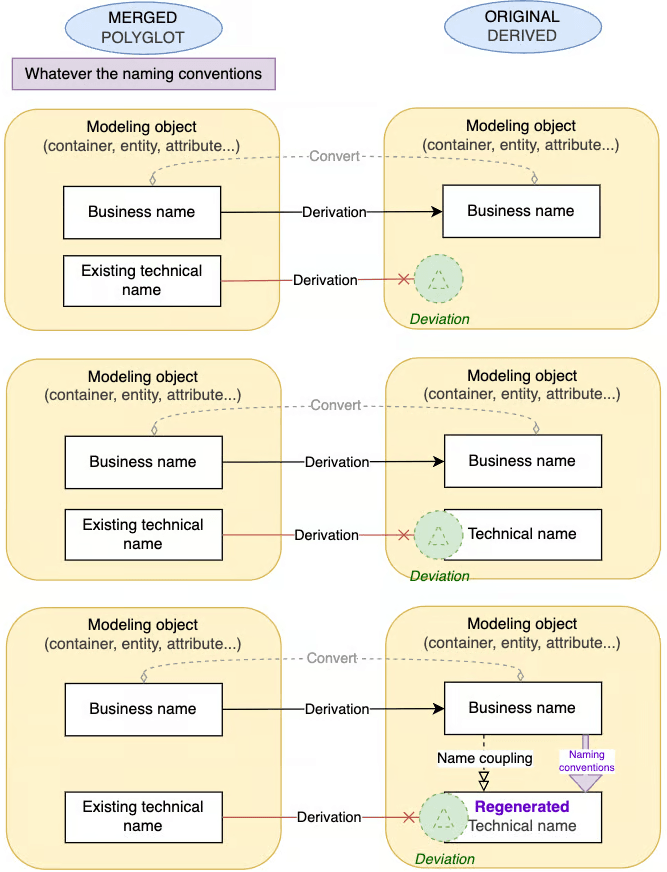 MERGED
POLYGLOT
ORIGINAL
DERIVED
Whatever the naming conventions
Modeling object
(container, entity, attribute...)
Modeling object
(container, entity, attribute...)
Convert
Business name
Derivation
Business name
Existing technical
name
Derivation
Deviation
Modeling object
(container, entity, attribute...)
Modeling object
(container, entity, attribute...)
Convert
Business name
Derivation
Business name
Existing technical
name
Derivation
Technical name
Deviation
Modeling object
(container, entity, attribute...)
Modeling object
(container, entity, attribute...)
Convert
Business name
Derivation
Business name
Name coupling
Naming
conventions
Existing technical
name
Derivation
Regenerated
Technical name
Deviation